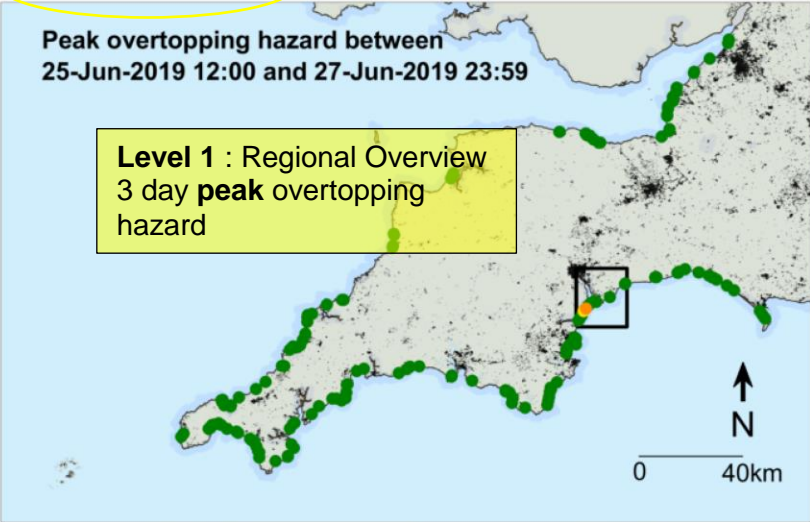 Peak overtopping hazard between
25-Jun-2019 12:00 and 27-Jun-2019 23:59
Level 1 : Regional Overview
3 day peak overtopping
hazard
N
0 40km